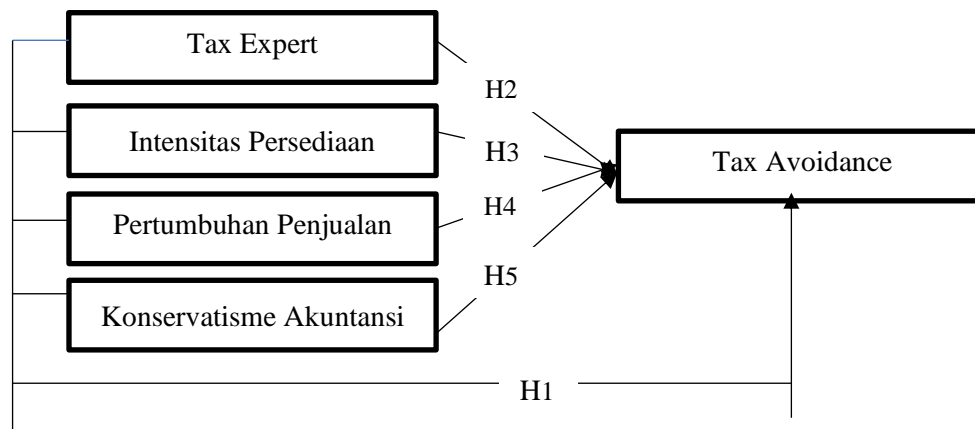 Tax Expert
H2
Intensitas Persediaan
H3
Tax Avoidance
Pertumbuhan Penjualan
H4
H5
Konservatisme Akuntansi
H1